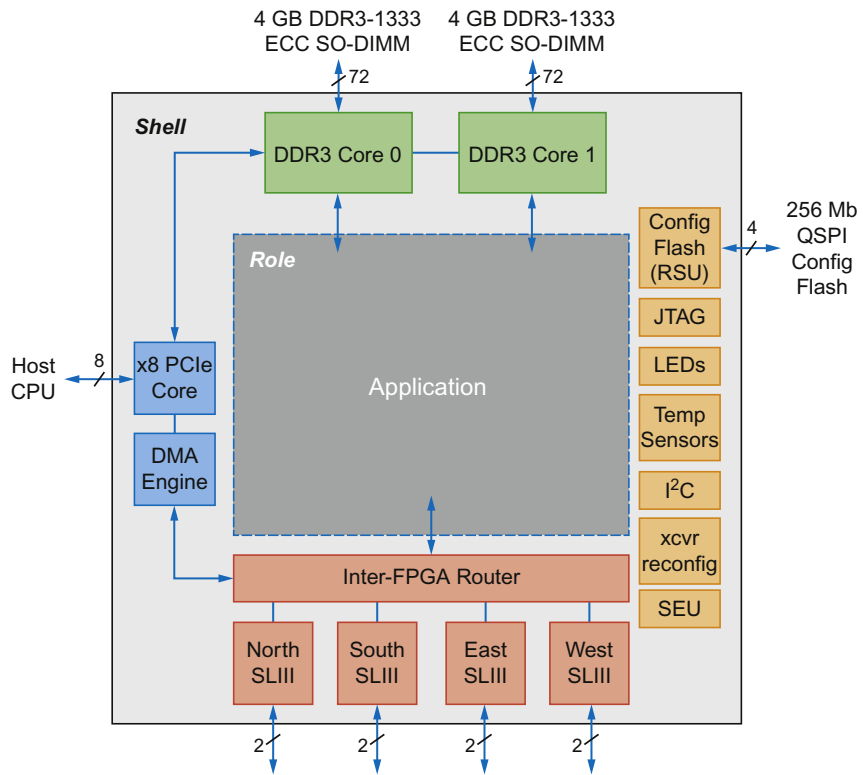 4 GB DDR3-1333
ECC SO-DIMM
4 GB DDR3-1333
ECC SO-DIMM
72
72
Shell
DDR3 Core 0
DDR3 Core 1
Config
Flash
(RSU)
4
256 Mb
QSPI
Config
Flash
Role
JTAG
Host
CPU
8
x8 PCIe
Core
LEDs
Application
Temp
Sensors
DMA
Engine
I²C
xcvr
reconfig
Inter-FPGA Router
SEU
North
SLIII
South
SLIII
East
SLIII
West
SLIII
2
2
2
2